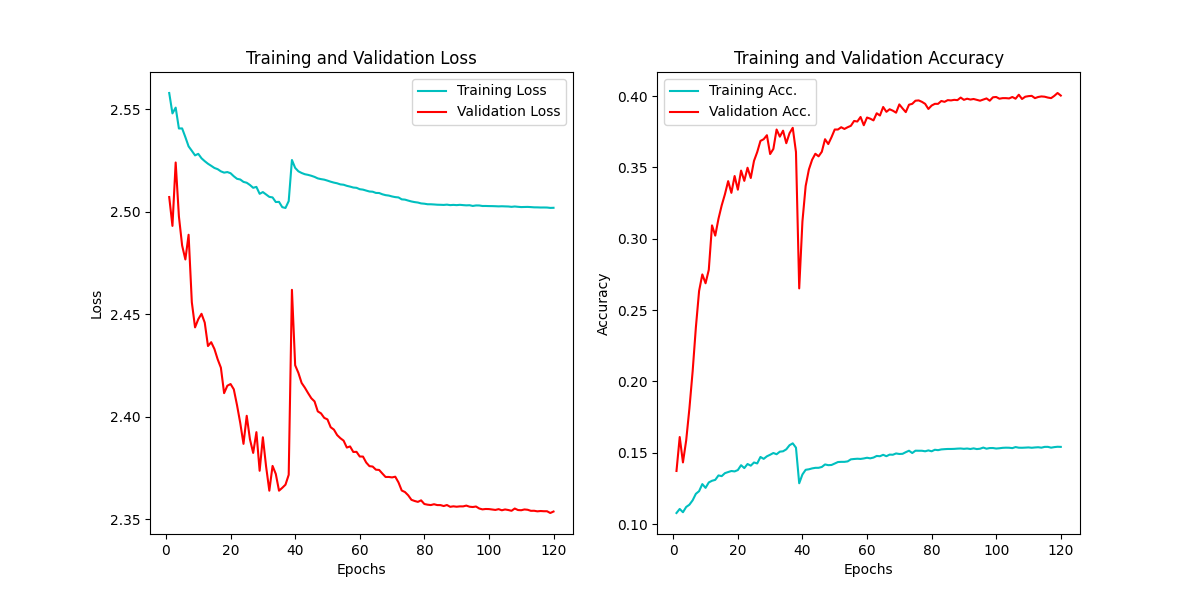 Training and Validation Loss
Training Loss
Validation Loss
2.55
2.50
2.45
2.40
2.35
Loss
0
20
40
60
80
100
120
Epochs
Training and Validation Accuracy
Training Acc.
Validation Acc.
0.40
0.35
0.30
0.25
0.20
0.15
0.10
Accuracy
0
20
40
60
80
100
120
Epochs